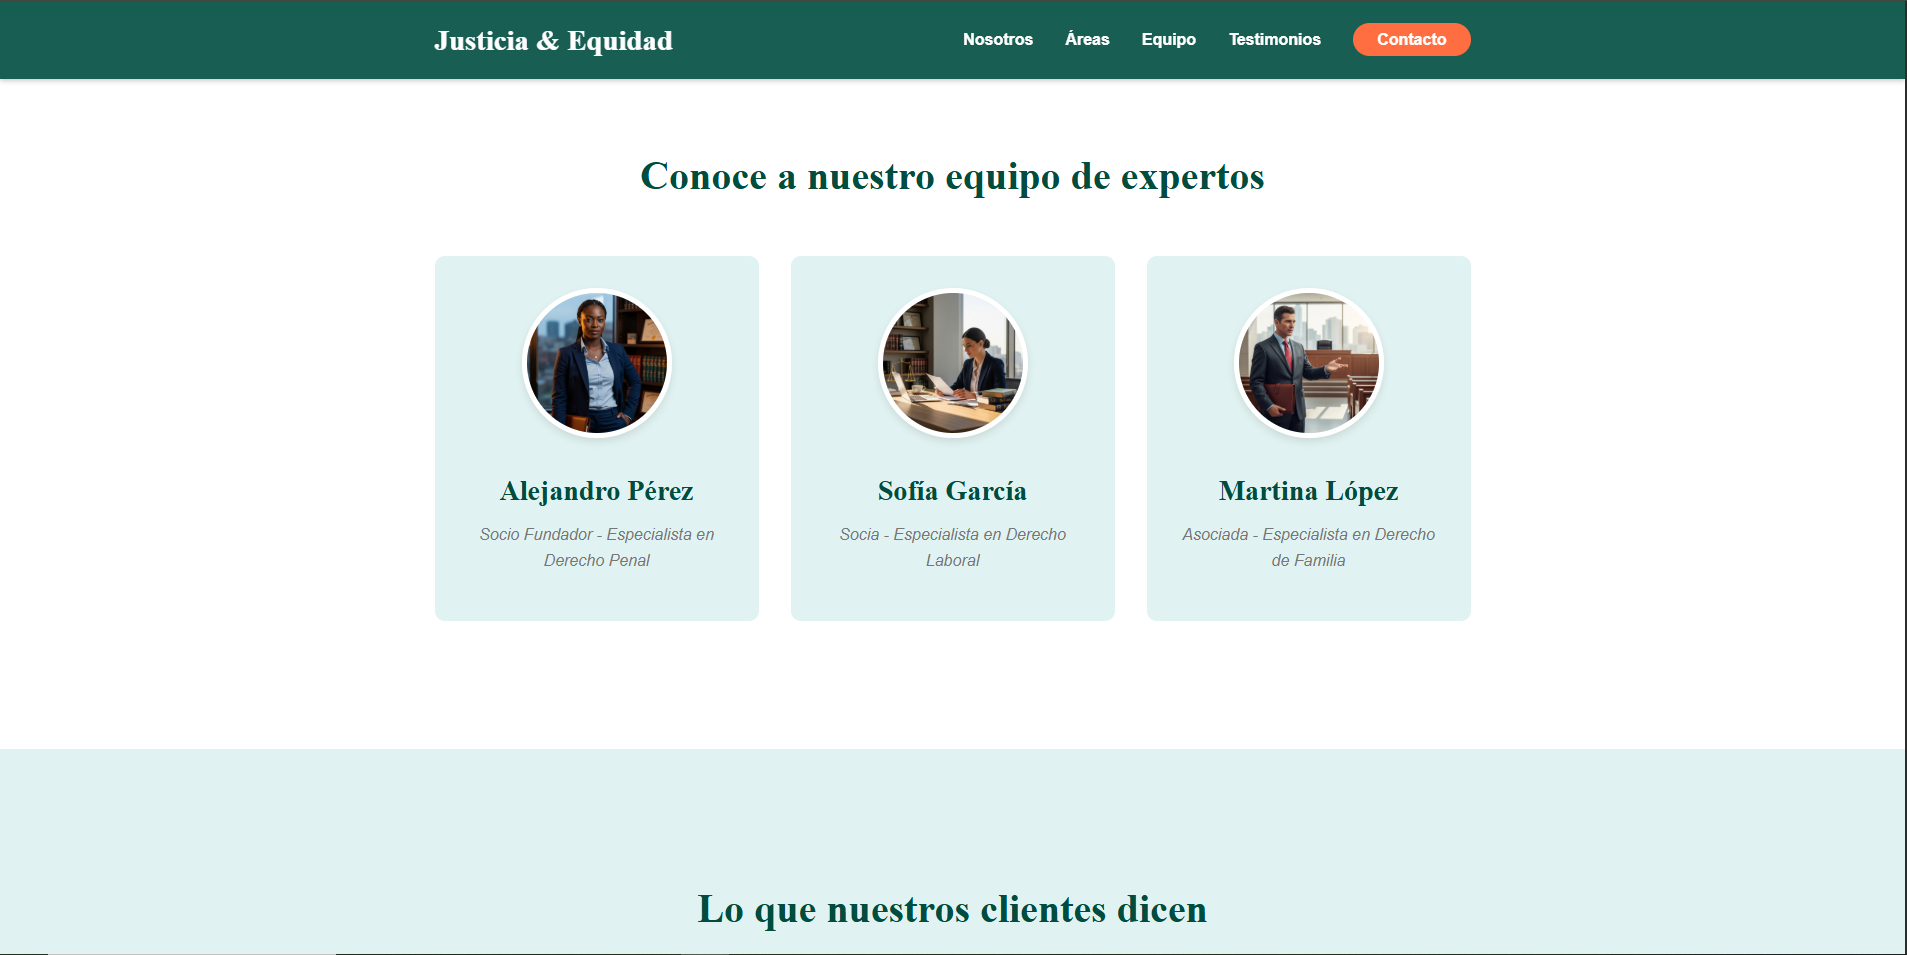 Justicia & Equidad
Nosotros
Áreas
Equipo
Testimonios
Contacto
Conoce a nuestro equipo de expertos
Alejandro Pérez
Socio Fundador - Especialista en
Derecho Penal
Sofía García
Socia - Especialista en Derecho
Laboral
Martina López
Asociada - Especialista en Derecho
de Familia
Lo que nuestros clientes dicen